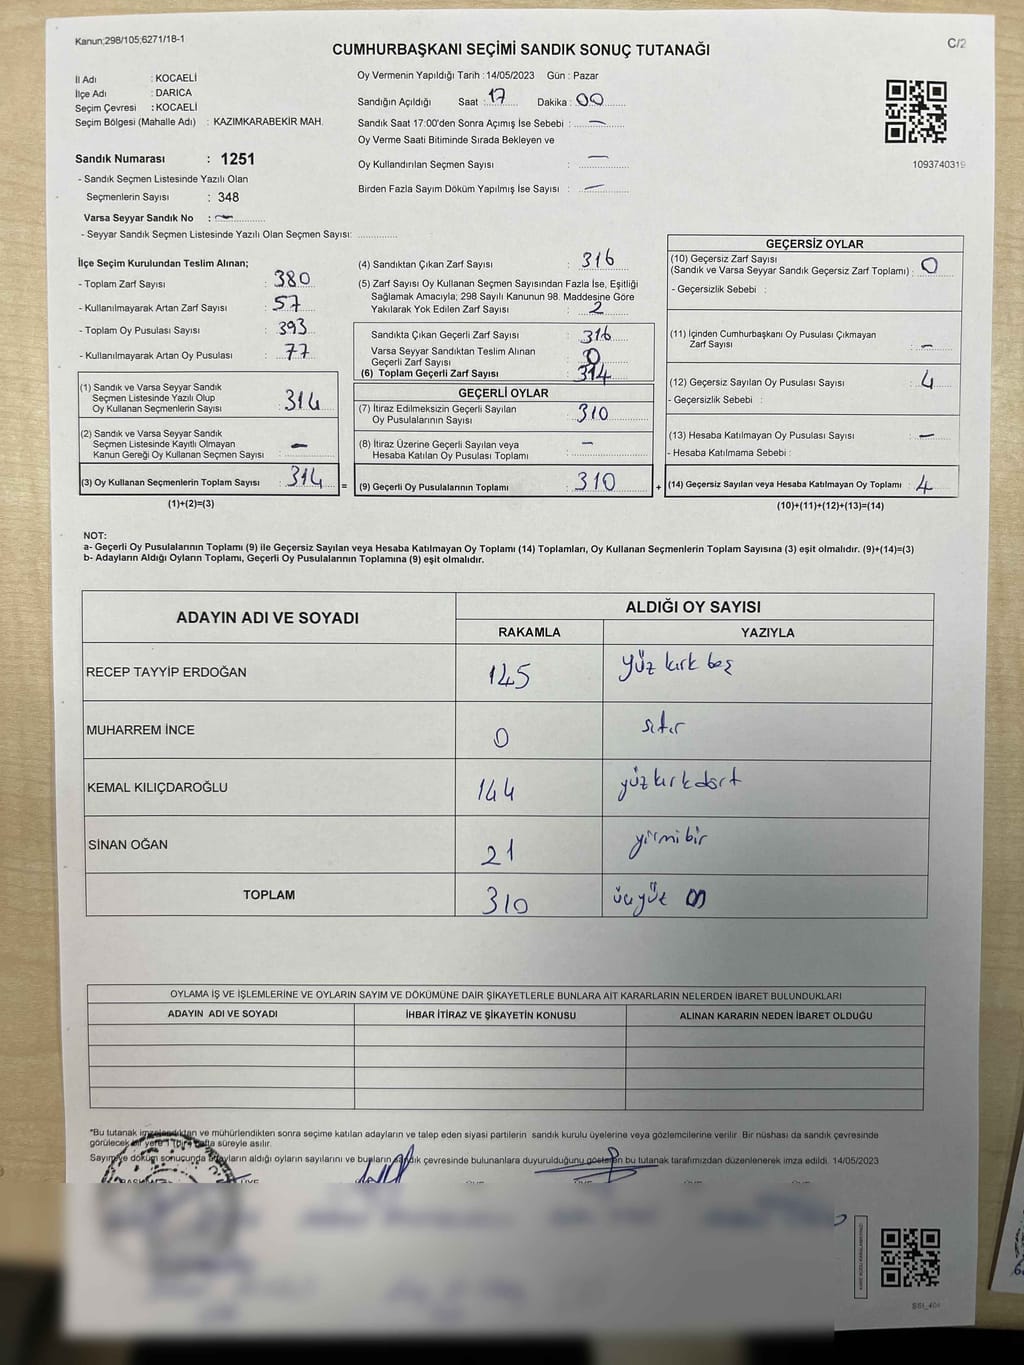 Kanun;298/105;6271/18-1
C/2
CUMHURBAŞKANI SEÇİMİ SANDIK SONUÇ TUTANAĞI
İl Adı : KOCAELİ
İlçe Adı : DARICA
Seçim Çevresi : KOCAELİ
Seçim Bölgesi (Mahalle Adı) : KAZIMKARABEKİR MAH.
Sandık Numarası : 1251
- Sandık Seçmen Listesinde Yazılı Olan
Seçmenlerin Sayısı : 348
Varsa Seyyar Sandık No : —
- Seyyar Sandık Seçmen Listesinde Yazılı Olan Seçmen Sayısı:
Oy Vermenin Yapıldığı Tarih : 14/05/2023 Gün : Pazar
Sandığın Açıldığı Saat : 17 Dakika : 00
Sandık Saat 17:00'den Sonra Açımış İse Sebebi : —
Oy Verme Saati Bitiminde Sırada Bekleyen ve
Oy Kullandırılan Seçmen Sayısı : —
Birden Fazla Sayım Döküm Yapılmış İse Sayısı : —
1093740319
İlçe Seçim Kurulundan Teslim Alınan;
- Toplam Zarf Sayısı : 380
- Kullanılmayarak Artan Zarf Sayısı : 57
- Toplam Oy Pusulası Sayısı : 393
- Kullanılmayarak Artan Oy Pusulası : 77
(1) Sandık ve Varsa Seyyar Sandık
Seçmen Listesinde Yazılı Olup
Oy Kullanan Seçmenlerin Sayısı : 314
(2) Sandık ve Varsa Seyyar Sandık
Seçmen Listesinde Kayıtlı Olmayan
Kanun Gereği Oy Kullanan Seçmen Sayısı : —
(3) Oy Kullanan Seçmenlerin Toplam Sayısı : 314 =
(1)+(2)=(3)
(4) Sandıktan Çıkan Zarf Sayısı : 316
(5) Zarf Sayısı Oy Kullanan Seçmen Sayısından Fazla İse, Eşitliği
Sağlamak Amacıyla; 298 Sayılı Kanunun 98. Maddesine Göre
Yakılarak Yok Edilen Zarf Sayısı : 2
Sandıkta Çıkan Geçerli Zarf Sayısı : 316
Varsa Seyyar Sandıktan Teslim Alınan
Geçerli Zarf Sayısı : 0
(6) Toplam Geçerli Zarf Sayısı : 314
GEÇERLİ OYLAR
(7) İtiraz Edilmeksizin Geçerli Sayılan
Oy Pusulalarının Sayısı : 310
(8) İtiraz Üzerine Geçerli Sayılan veya
Hesaba Katılan Oy Pusulası Toplamı : —
(9) Geçerli Oy Pusulalarının Toplamı : 310 +
GEÇERSİZ OYLAR
(10) Geçersiz Zarf Sayısı
(Sandık ve Varsa Seyyar Sandık Geçersiz Zarf Toplamı) : 0
- Geçersizlik Sebebi :
(11) İçinden Cumhurbaşkanı Oy Pusulası Çıkmayan
Zarf Sayısı : —
(12) Geçersiz Sayılan Oy Pusulası Sayısı : 4
- Geçersizlik Sebebi :
(13) Hesaba Katılmayan Oy Pusulası Sayısı : —
- Hesaba Katılmama Sebebi :
(14) Geçersiz Sayılan veya Hesaba Katılmayan Oy Toplamı : 4
(10)+(11)+(12)+(13)=(14)
NOT:
a- Geçerli Oy Pusulalarının Toplamı (9) ile Geçersiz Sayılan veya Hesaba Katılmayan Oy Toplamı (14) Toplamları, Oy Kullanan Seçmenlerin Toplam Sayısına (3) eşit olmalıdır. (9)+(14)=(3)
b- Adayların Aldığı Oyların Toplamı, Geçerli Oy Pusulalarının Toplamına (9) eşit olmalıdır.
ADAYIN ADI VE SOYADI ALDIĞI OY SAYISI
RAKAMLA YAZIYLA
RECEP TAYYİP ERDOĞAN 145 yüz kırk beş
MUHARREM İNCE 0 sıfır
KEMAL KILIÇDAROĞLU 144 yüzkırkdört
SİNAN OĞAN 21 yirmibir
TOPLAM 310 üçyüz on
OYLAMA İŞ VE İŞLEMLERİNE VE OYLARIN SAYIM VE DÖKÜMÜNE DAİR ŞİKAYETLERLE BUNLARA AİT KARARLARIN NELERDEN İBARET BULUNDUKLARI
ADAYIN ADI VE SOYADI İHBAR İTİRAZ VE ŞİKAYETİN KONUSU ALINAN KARARIN NEDEN İBARET OLDUĞU
*Bu tutanak imzalandıktan ve mühürlendikten sonra seçime katılan adayların ve talep eden siyasi partilerin sandık kurulu üyelerine veya gözlemcilerine verilir. Bir nüshası da sandık çevresinde
görülecek bir yere 1 (bir) hafta süreyle asılır.
Sayım ve döküm sonucunda adayların aldığı oyların sayılarını ve bunların sandık çevresinde bulunanlara duyurulduğunu gösteren bu tutanak tarafımızdan düzenlenerek imza edildi. 14/05/2023